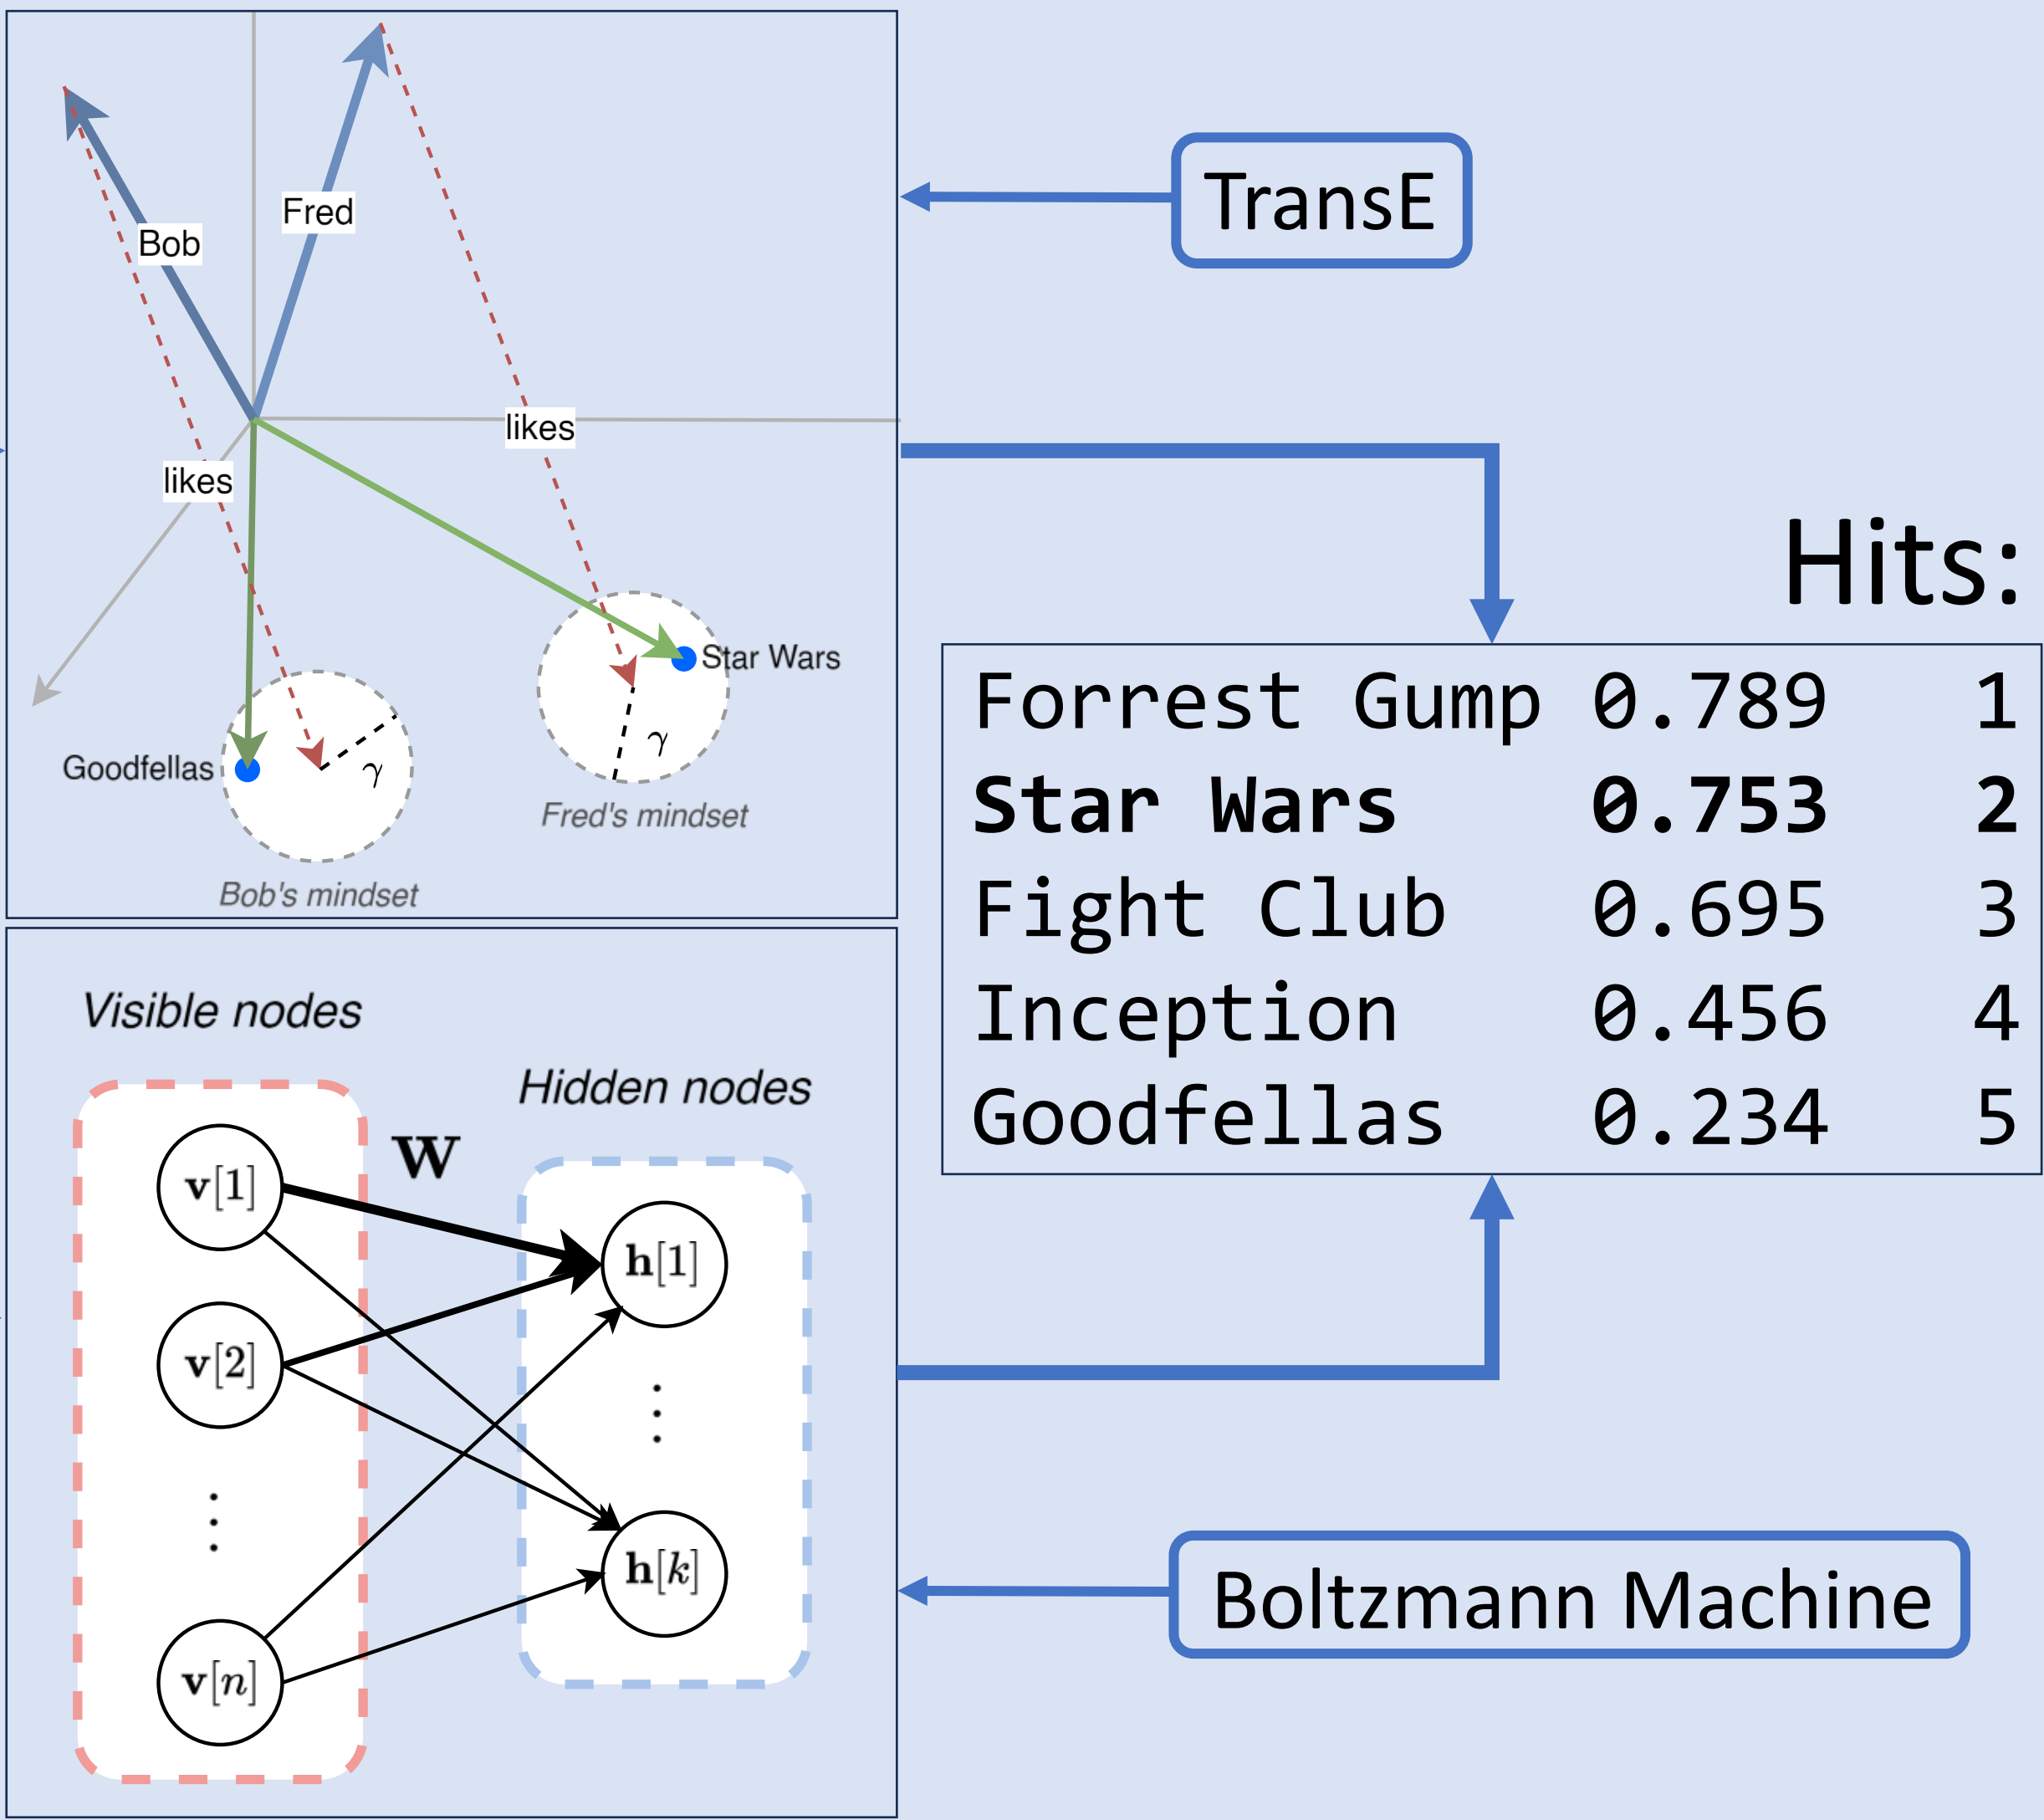 Bob
Fred
likes
likes
Star Wars
γ
Fred's mindset
Goodfellas
γ
Bob's mindset
TransE
Hits:
Forrest Gump 0.789 1
Star Wars 0.753 2
Fight Club 0.695 3
Inception 0.456 4
Goodfellas 0.234 5
Visible nodes
Hidden nodes
W
v[1]
h[1]
v[2]
⋮
⋮
h[k]
v[n]
Boltzmann Machine